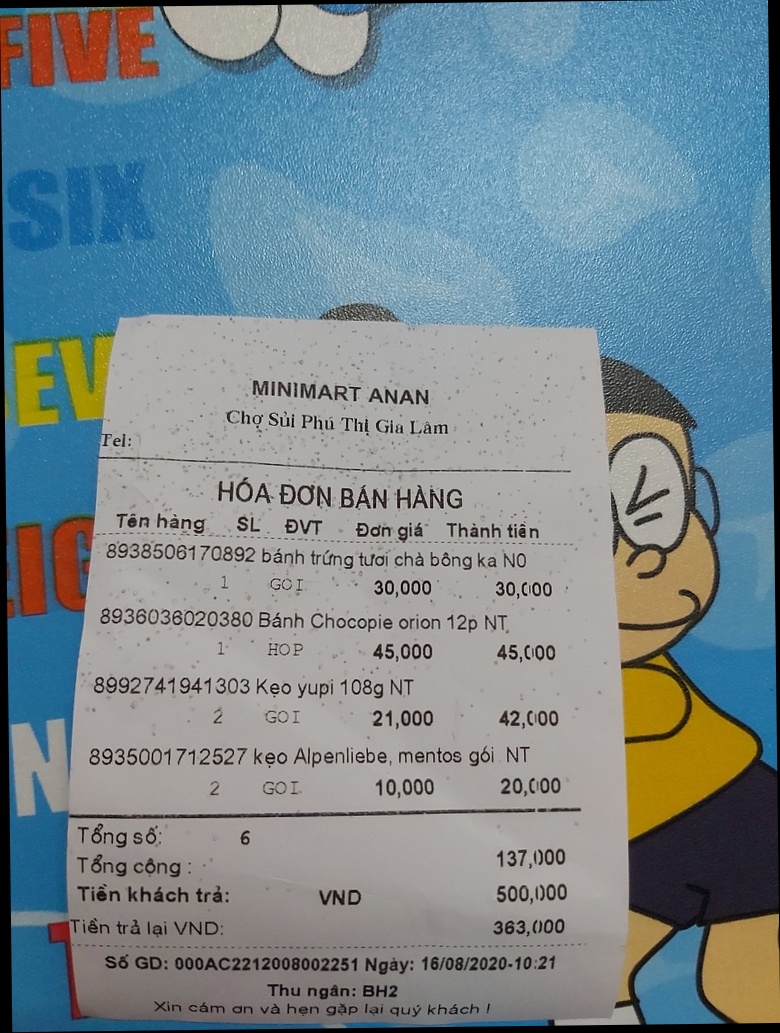 FIVE
SIX
MINIMART ANAN
Chợ Sủi Phú Thị Gia Lâm
Tel:
HÓA ĐƠN BÁN HÀNG
Tên hàng SL ĐVT Đơn giá Thành tiền
8938506170892 bánh trứng tươi chà bông ka N0
1 GOI 30,000 30,000
8936036020380 Bánh Chocopie orion 12p NT
1 HOP 45,000 45,000
8992741941303 Kẹo yupi 108g NT
2 GOI 21,000 42,000
8935001712527 kẹo Alpenliebe, mentos gói NT
2 GOI 10,000 20,000
Tổng số: 6
Tổng cộng : 137,000
Tiền khách trả: VND 500,000
Tiền trả lại VND: 363,000
Số GD: 000AC2212008002251 Ngày: 16/08/2020-10:21
Thu ngân: BH2
Xin cám ơn và hẹn gặp lại quý khách !